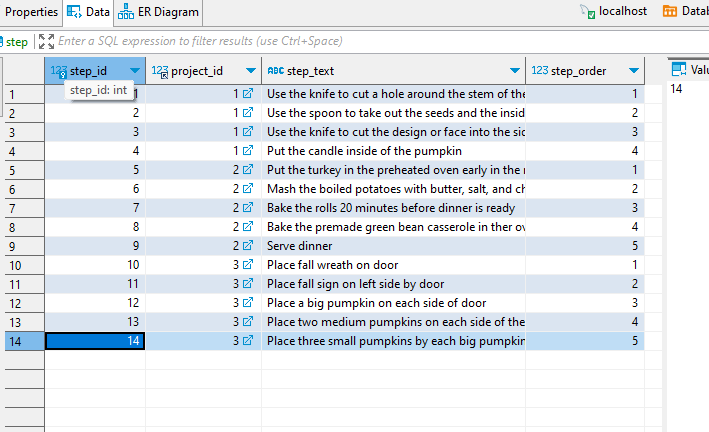 Properties Data ER Diagram localhost Datab
step Enter a SQL expression to filter results (use Ctrl+Space)
123 step_id 123 project_id ABC step_text 123 step_order Valu
step_id: int
1 1 1 Use the knife to cut a hole around the stem of the 1 14
2 2 1 Use the spoon to take out the seeds and the insid 2
3 3 1 Use the knife to cut the design or face into the sid 3
4 4 1 Put the candle inside of the pumpkin 4
5 5 2 Put the turkey in the preheated oven early in the 1
6 6 2 Mash the boiled potatoes with butter, salt, and ch 2
7 7 2 Bake the rolls 20 minutes before dinner is ready 3
8 8 2 Bake the premade green bean casserole in ther ov 4
9 9 2 Serve dinner 5
10 10 3 Place fall wreath on door 1
11 11 3 Place fall sign on left side by door 2
12 12 3 Place a big pumpkin on each side of door 3
13 13 3 Place two medium pumpkins on each side of the 4
14 14 3 Place three small pumpkins by each big pumpkin 5